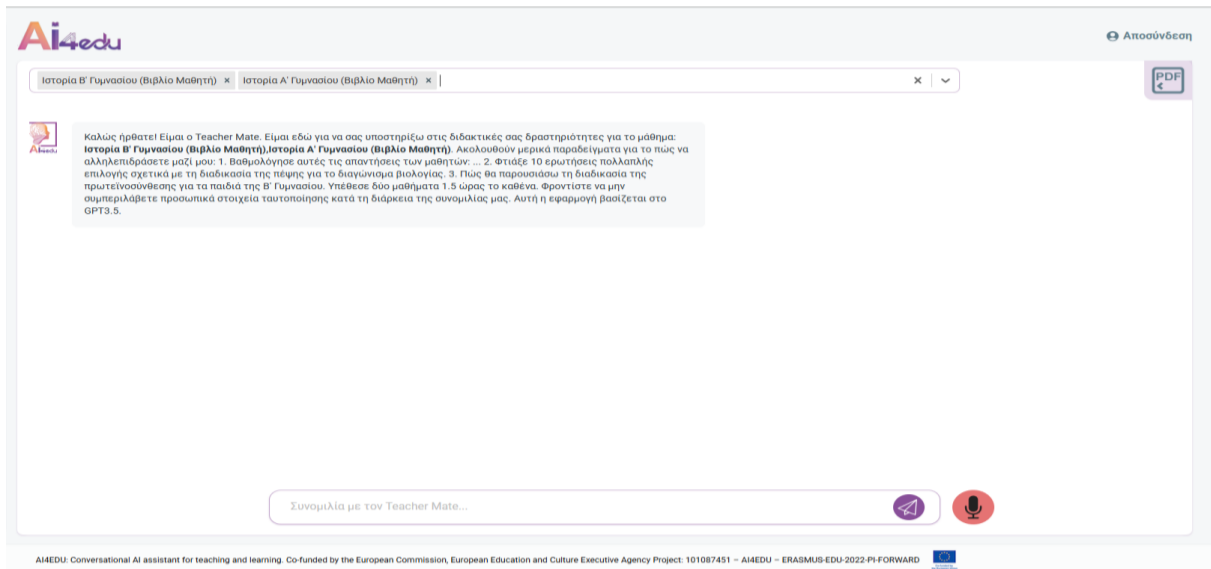 Ai4edu
Αποσύνδεση
Ιστορία Β' Γυμνασίου (Βιβλίο Μαθητή) × Ιστορία Α' Γυμνασίου (Βιβλίο Μαθητή) ×
PDF
Καλώς ήρθατε! Είμαι ο Teacher Mate. Είμαι εδώ για να σας υποστηρίξω στις διδακτικές σας δραστηριότητες για το μάθημα:
Ιστορία Β' Γυμνασίου (Βιβλίο Μαθητή),Ιστορία Α' Γυμνασίου (Βιβλίο Μαθητή). Ακολουθούν μερικά παραδείγματα για το πώς να
αλληλεπιδράσετε μαζί μου: 1. Βαθμολόγησε αυτές τις απαντήσεις των μαθητών: ... 2. Φτιάξε 10 ερωτήσεις πολλαπλής
επιλογής σχετικά με τη διαδικασία της πέψης για το διαγώνισμα βιολογίας. 3. Πώς θα παρουσιάσω τη διαδικασία της
πρωτεϊνοσύνθεσης για τα παιδιά της Β' Γυμνασίου. Υπέθεσε δύο μαθήματα 1.5 ώρας το καθένα. Φροντίστε να μην
συμπεριλάβετε προσωπικά στοιχεία ταυτοποίησης κατά τη διάρκεια της συνομιλίας μας. Αυτή η εφαρμογή βασίζεται στο
GPT3.5.
Συνομιλία με τον Teacher Mate...
AI4EDU: Conversational AI assistant for teaching and learning. Co-funded by the European Commission, European Education and Culture Executive Agency Project: 101087451 – AI4EDU – ERASMUS-EDU-2022-PI-FORWARD